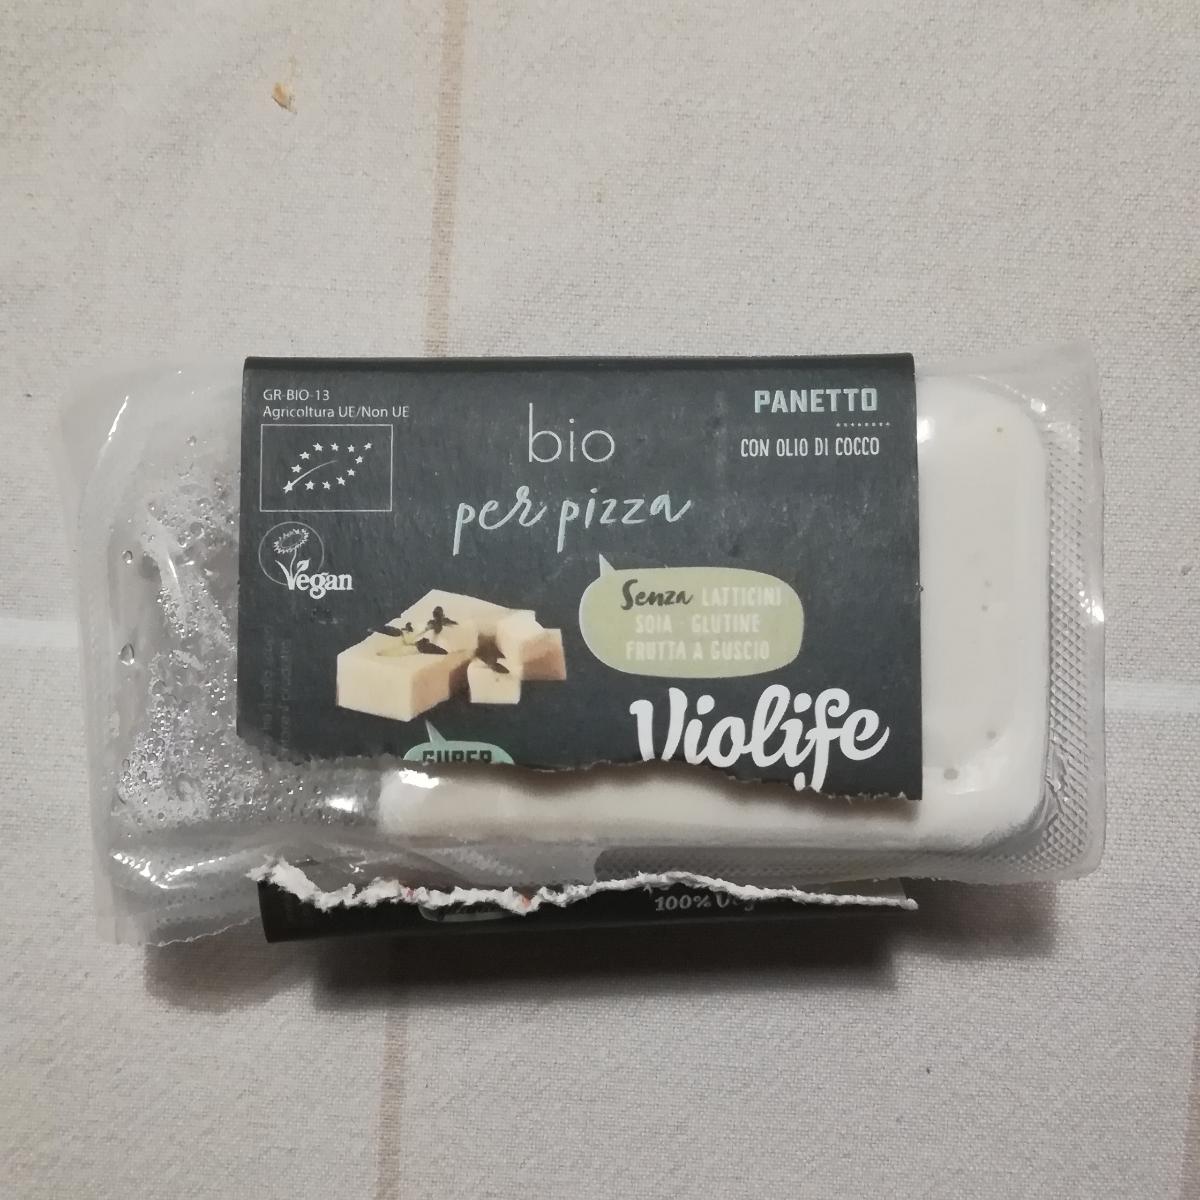 GR-BIO-13
Agricoltura UE/Non UE
Vegan
bio
per pizza
PANETTO
CON OLIO DI COCCO
Senza LATTICINI
SOIA · GLUTINE
FRUTTA A GUSCIO
Violife
SUPER
100%